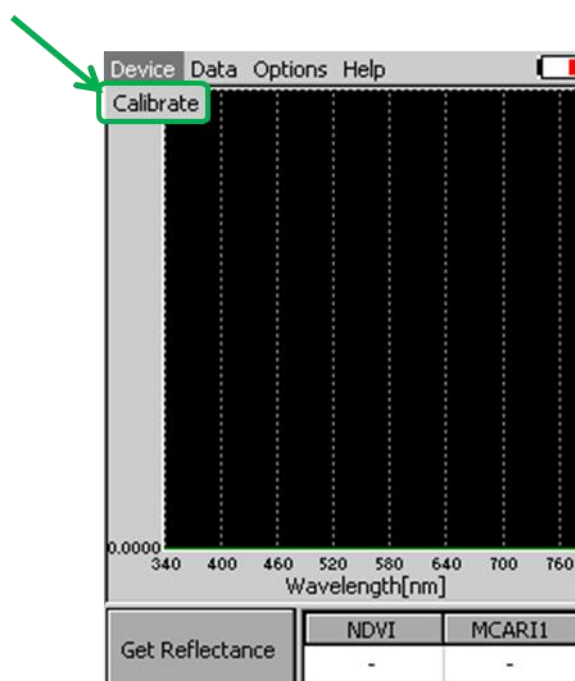 Device Data Options Help
Calibrate
0.0000
340 400 460 520 580 640 700 760
Wavelength[nm]
Get Reflectance
NDVI MCARI1
- -